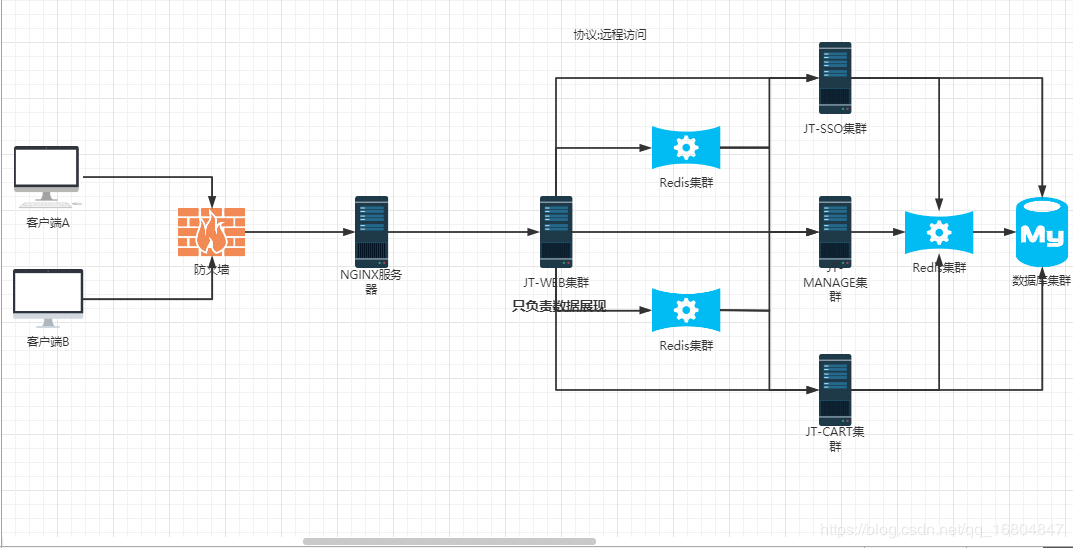 协议:远程访问
JT-SSO集群
Redis集群
客户端A
防火墙
NGINX服务
器
JT-WEB集群
只负责数据展现
MANAGE集
群
Redis集群
My
数据库集群
客户端B
Redis集群
JT-CART集
群
https://blog.csdn.net/qq_16804847